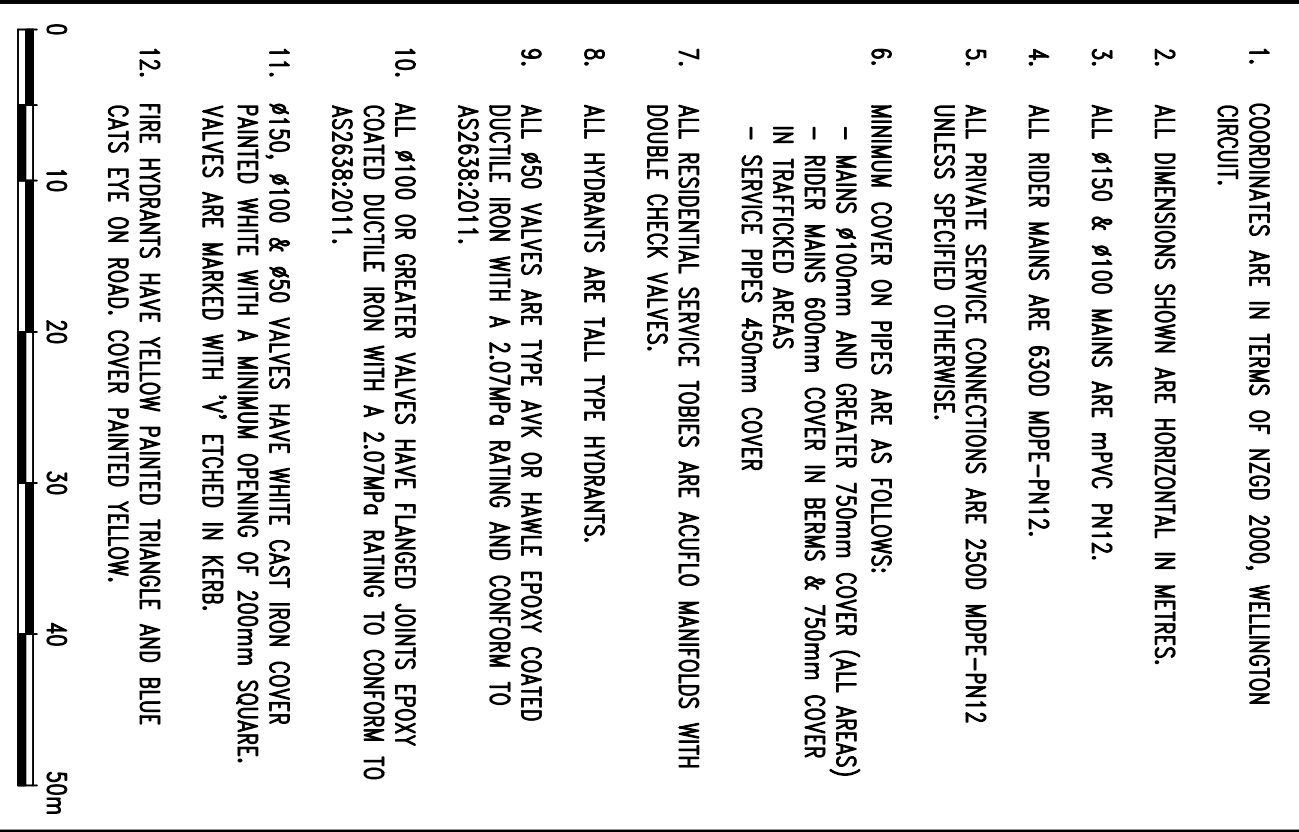 1. COORDINATES ARE IN TERMS OF NZGD 2000, WELLINGTON
CIRCUIT.
2. ALL DIMENSIONS SHOWN ARE HORIZONTAL IN METRES.
3. ALL ø150 & ø100 MAINS ARE mPVC PN12.
4. ALL RIDER MAINS ARE 63OD MDPE-PN12.
5. ALL PRIVATE SERVICE CONNECTIONS ARE 25OD MDPE-PN12
UNLESS SPECIFIED OTHERWISE.
6. MINIMUM COVER ON PIPES ARE AS FOLLOWS:
- MAINS ø100mm AND GREATER 750mm COVER (ALL AREAS)
- RIDER MAINS 600mm COVER IN BERMS & 750mm COVER
IN TRAFFICKED AREAS
- SERVICE PIPES 450mm COVER
7. ALL RESIDENTIAL SERVICE TOBIES ARE ACUFLO MANIFOLDS WITH
DOUBLE CHECK VALVES.
8. ALL HYDRANTS ARE TALL TYPE HYDRANTS.
9. ALL ø50 VALVES ARE TYPE AVK OR HAWLE EPOXY COATED
DUCTILE IRON WITH A 2.07MPa RATING AND CONFORM TO
AS2638:2011.
10. ALL ø100 OR GREATER VALVES HAVE FLANGED JOINTS EPOXY
COATED DUCTILE IRON WITH A 2.07MPa RATING TO CONFORM TO
AS2638:2011.
11. ø150, ø100 & ø50 VALVES HAVE WHITE CAST IRON COVER
PAINTED WHITE WITH A MINIMUM OPENING OF 200mm SQUARE.
VALVES ARE MARKED WITH 'V' ETCHED IN KERB.
12. FIRE HYDRANTS HAVE YELLOW PAINTED TRIANGLE AND BLUE
CATS EYE ON ROAD. COVER PAINTED YELLOW.
0 10 20 30 40 50m